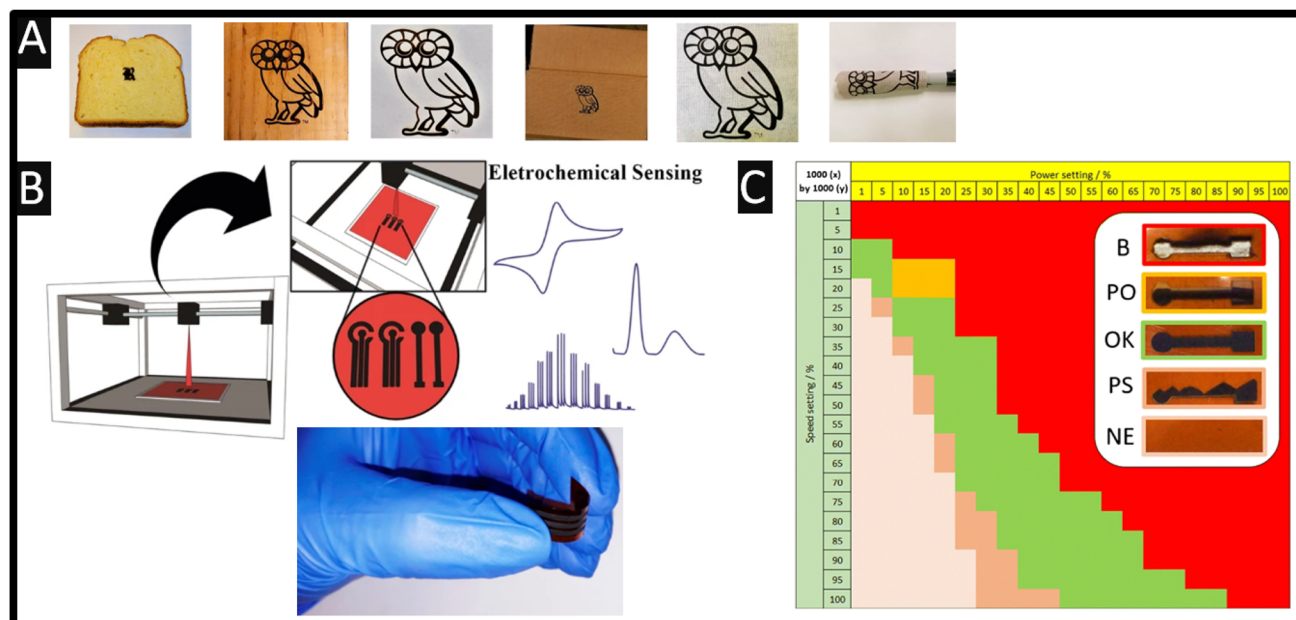 A
R
TM
B
Eletrochemical Sensing
C
1000 (x)
by 1000 (y)
Power setting / %
1 5 10 15 20 25 30 35 40 45 50 55 60 65 70 75 80 85 90 95 100
Speed setting / %
1
5
10
15
20
25
30
35
40
45
50
55
60
65
70
75
80
85
90
95
100
B
PO
OK
PS
NE